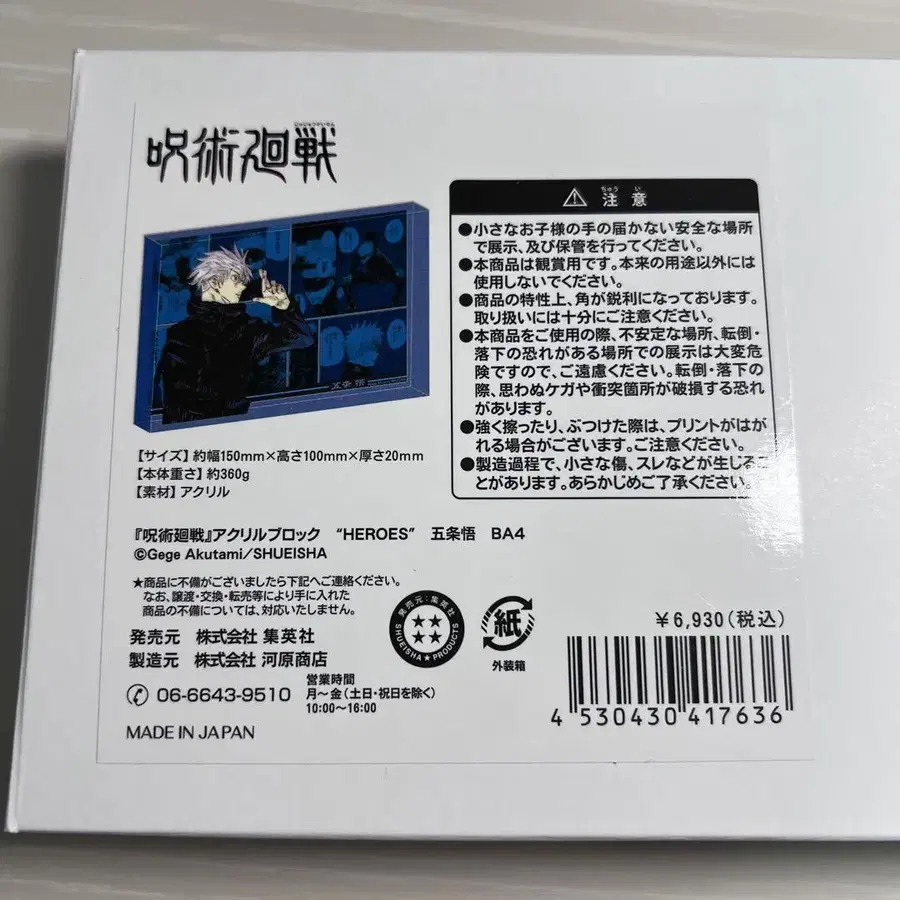 じゅじゅつかいせん
呪術廻戦
五条 悟
【サイズ】約幅150mm×高さ100mm×厚さ20mm
【本体重さ】約360g
【素材】アクリル
ちゅう い
注 意
●小さなお子様の手の届かない安全な場所
で展示、及び保管を行ってください。
●本商品は観賞用です。本来の用途以外には
使用しないでください。
●商品の特性上、角が鋭利になっております。
取り扱いには十分にご注意ください。
●本商品をご使用の際、不安定な場所、転倒・
落下の恐れがある場所での展示は大変危
険ですので、ご遠慮ください。転倒・落下の
際、思わぬケガや衝突箇所が破損する恐れ
があります。
●強く擦ったり、ぶつけた際は、プリントがはが
れる場合がございます。ご注意ください。
●製造過程で、小さな傷、スレなどが生じるこ
とがあります。あらかじめご了承ください。
『呪術廻戦』アクリルブロック “HEROES” 五条悟 BA4
©Gege Akutami/SHUEISHA
★商品に不備がございましたら下記へご連絡ください。
なお、譲渡・交換・転売等により手に入れた
商品の不備については、対応いたしません。
発売元 株式会社 集英社
製造元 株式会社 河原商店
06-6643-9510
営業時間
月～金(土日・祝日を除く)
10:00～16:00
MADE IN JAPAN
発売元:集英社
SHUEISHA★PRODUCTS
紙
外装箱
￥6,930(税込)
4 530430 417636